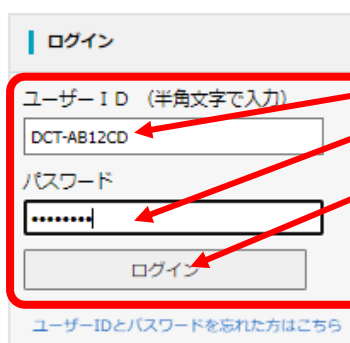 ログイン
ユーザーＩＤ （半角文字で入力）
DCT-AB12CD
パスワード
••••••••
ログイン
ユーザーIDとパスワードを忘れた方はこちら